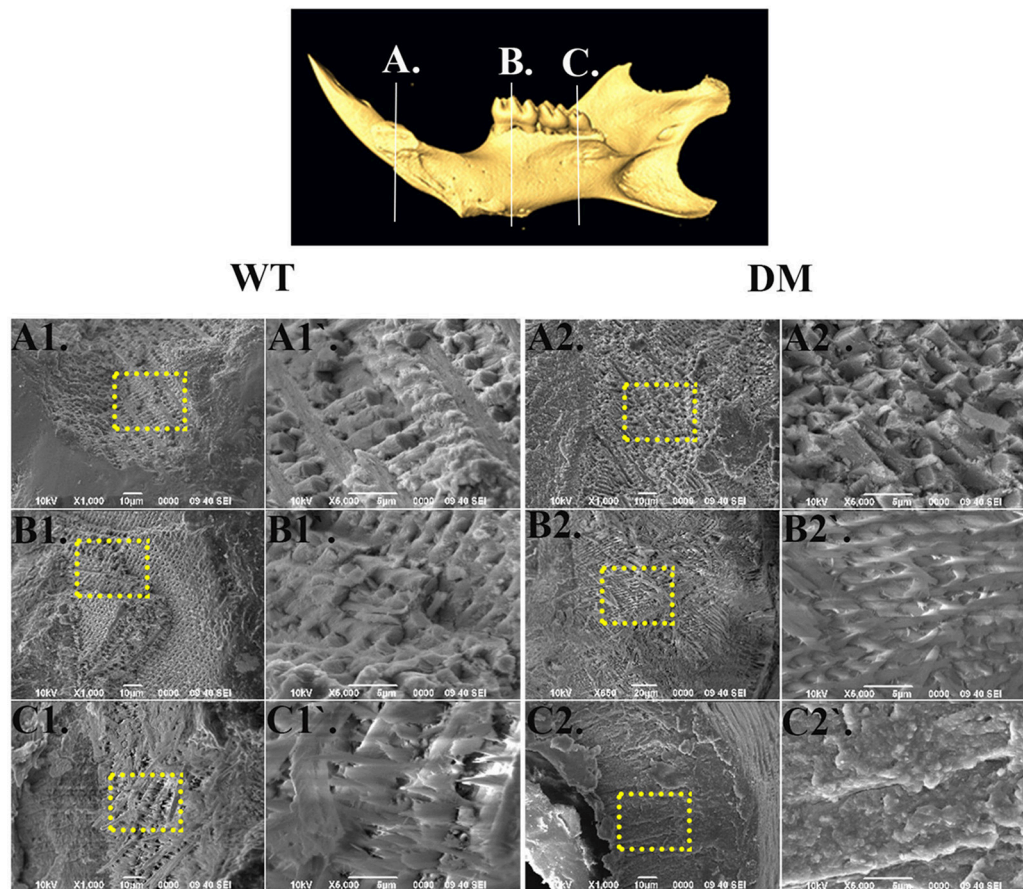 A. B. C.
WT DM
A1. A1`. A2. A2`.
10kV X1,000 10µm 0000 09 40 SEI 10kV X6,000 5µm 0000 09 40 SEI 10kV X1,000 10µm 0000 09 40 SEI 10kV X6,000 5µm 0000 09 40 SEI
B1. B1`. B2. B2`.
10kV X1,000 10µm 0000 09 40 SEI 10kV X6,000 5µm 0000 09 40 SEI 10kV X650 20µm 0000 09 40 SEI 10kV X6,000 5µm 0000 09 40 SEI
C1. C1`. C2. C2`.
10kV X1,000 10µm 0000 09 40 SEI 10kV X6,000 5µm 0000 09 40 SEI 10kV X1,000 10µm 0000 09 40 SEI 10kV X6,000 5µm 0000 09 40 SEI